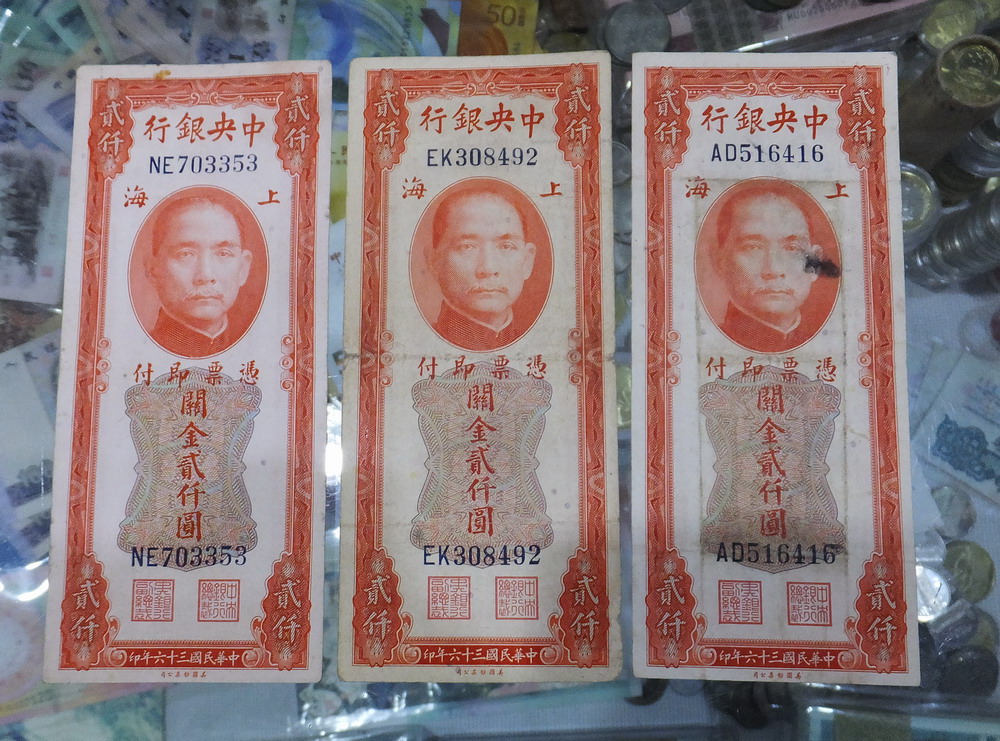 貳仟
貳仟
中央銀行
NE703353
上海
憑票即付
關金貳仟圓
NE703353
貳仟
貳仟
中華民國三十六年印
貳仟
貳仟
中央銀行
EK308492
上海
憑票即付
關金貳仟圓
EK308492
貳仟
貳仟
中華民國三十六年印
貳仟
貳仟
中央銀行
AD516416
上海
憑票即付
關金貳仟圓
AD516416
貳仟
貳仟
中華民國三十六年印
50